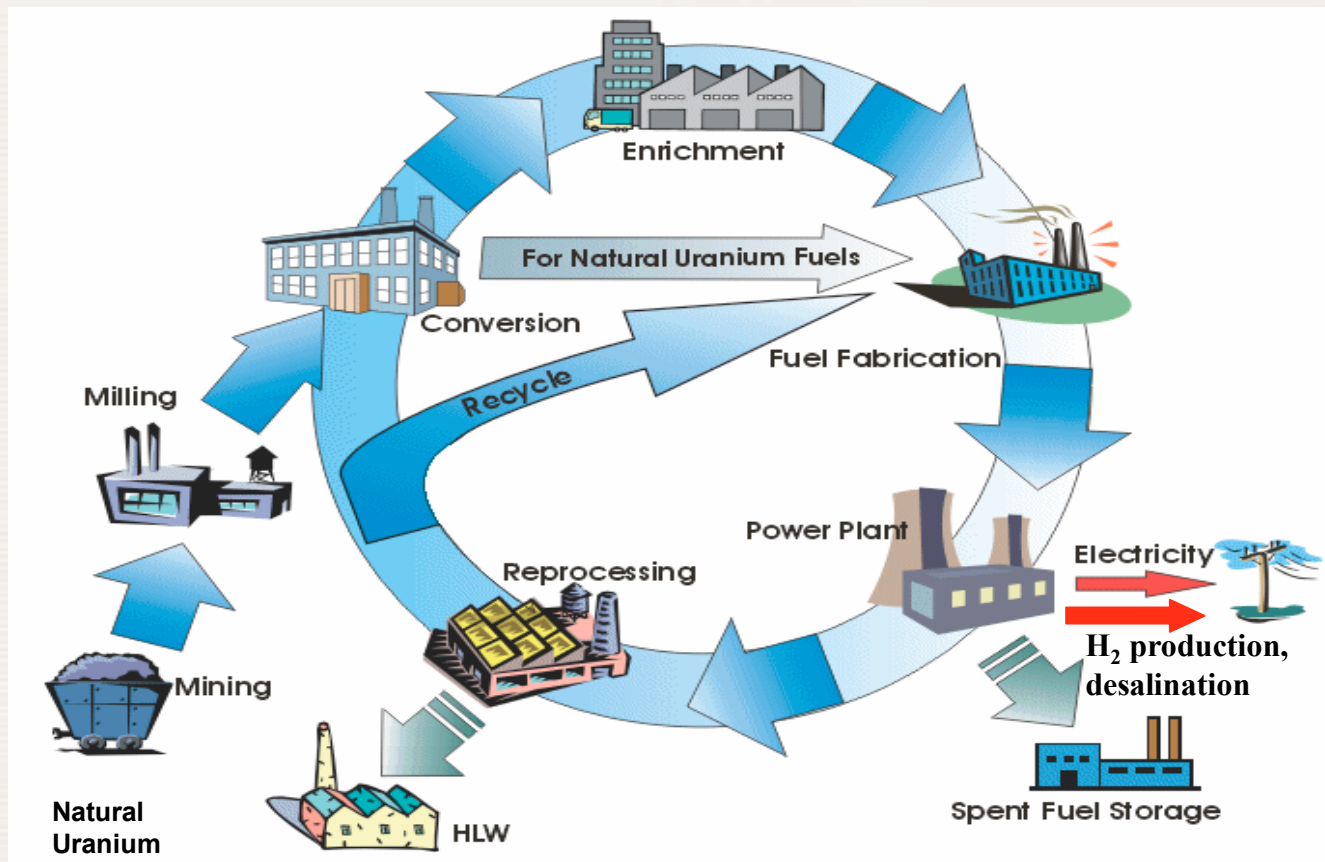 Enrichment
For Natural Uranium Fuels
Conversion
Fuel Fabrication
Recycle
Milling
Power Plant
Electricity
Reprocessing
H₂ production,
desalination
Mining
Spent Fuel Storage
Natural
Uranium
HLW